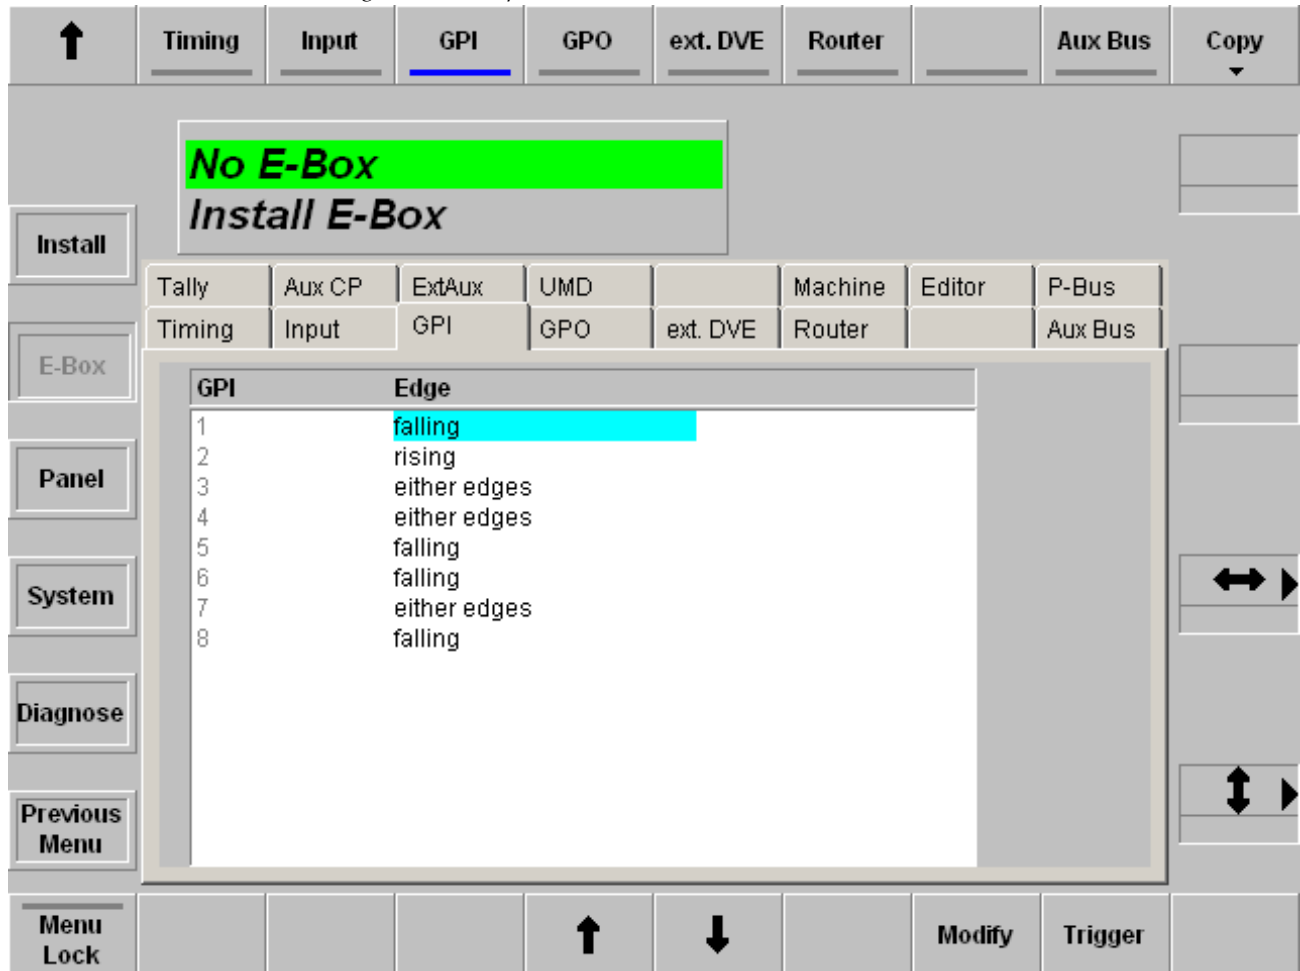 Timing Input GPI GPO ext. DVE Router Aux Bus Copy
No E-Box
Install E-Box
Install
Tally Aux CP ExtAux UMD Machine Editor P-Bus
Timing Input GPI GPO ext. DVE Router Aux Bus
E-Box
GPI Edge
1 falling
2 rising
3 either edges
4 either edges
5 falling
6 falling
7 either edges
8 falling
Panel
System
Diagnose
Previous
Menu
Menu
Lock
Modify Trigger